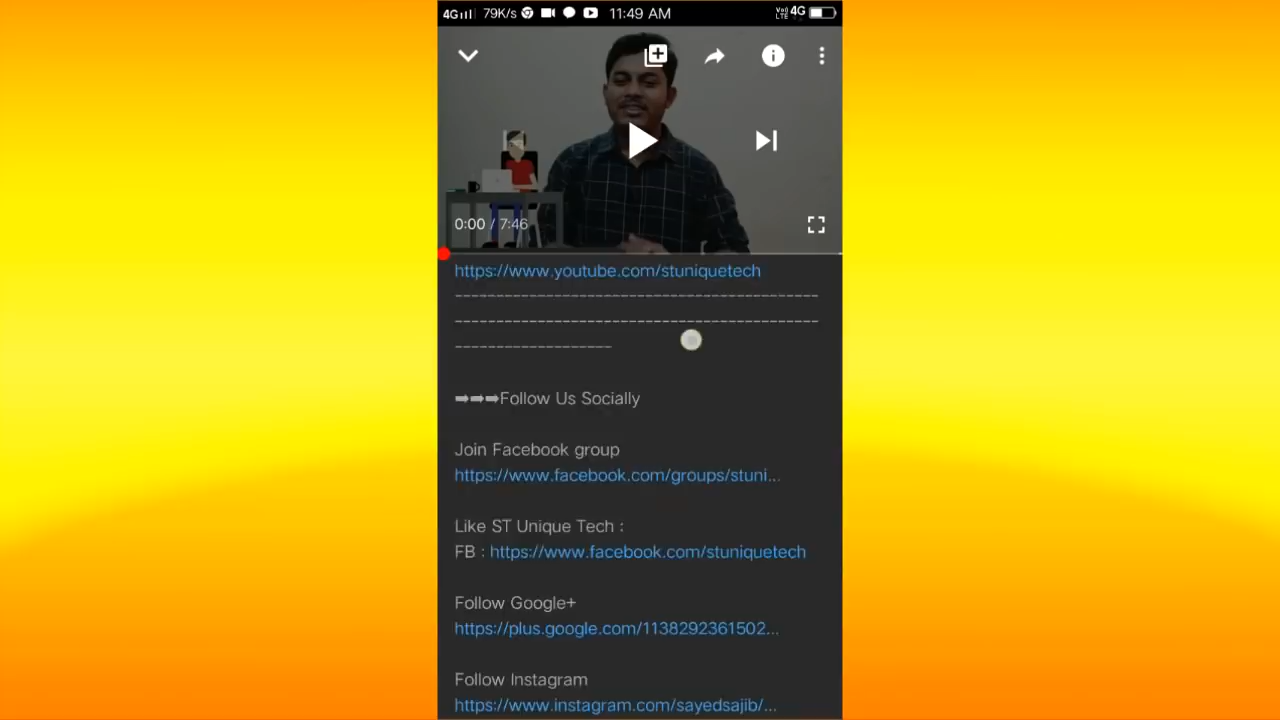 4G 79K/s 11:49 AM VoLTE 4G
0:00 / 7:46
https://www.youtube.com/stuniquetech
--------------------------------------------
--------------------------------------------
-------------------
➡➡➡Follow Us Socially
Join Facebook group
https://www.facebook.com/groups/stuni...
Like ST Unique Tech :
FB : https://www.facebook.com/stuniquetech
Follow Google+
https://plus.google.com/1138292361502...
Follow Instagram
https://www.instagram.com/sayedsajib/...